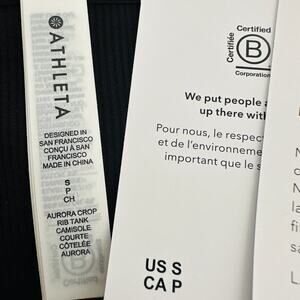 ATHLETA
DESIGNED IN
SAN FRANCISCO
CONÇU À SAN
FRANCISCO
MADE IN CHINA
S
P
CH
AURORA CROP
RIB TANK
CAMISOLE
COURTE
CÔTELÉE
AURORA
Certified
Certifiée
B
Corporation
We put people
up there with
Pour nous, le respect
et de l'environnement
important que le
US S
CA P